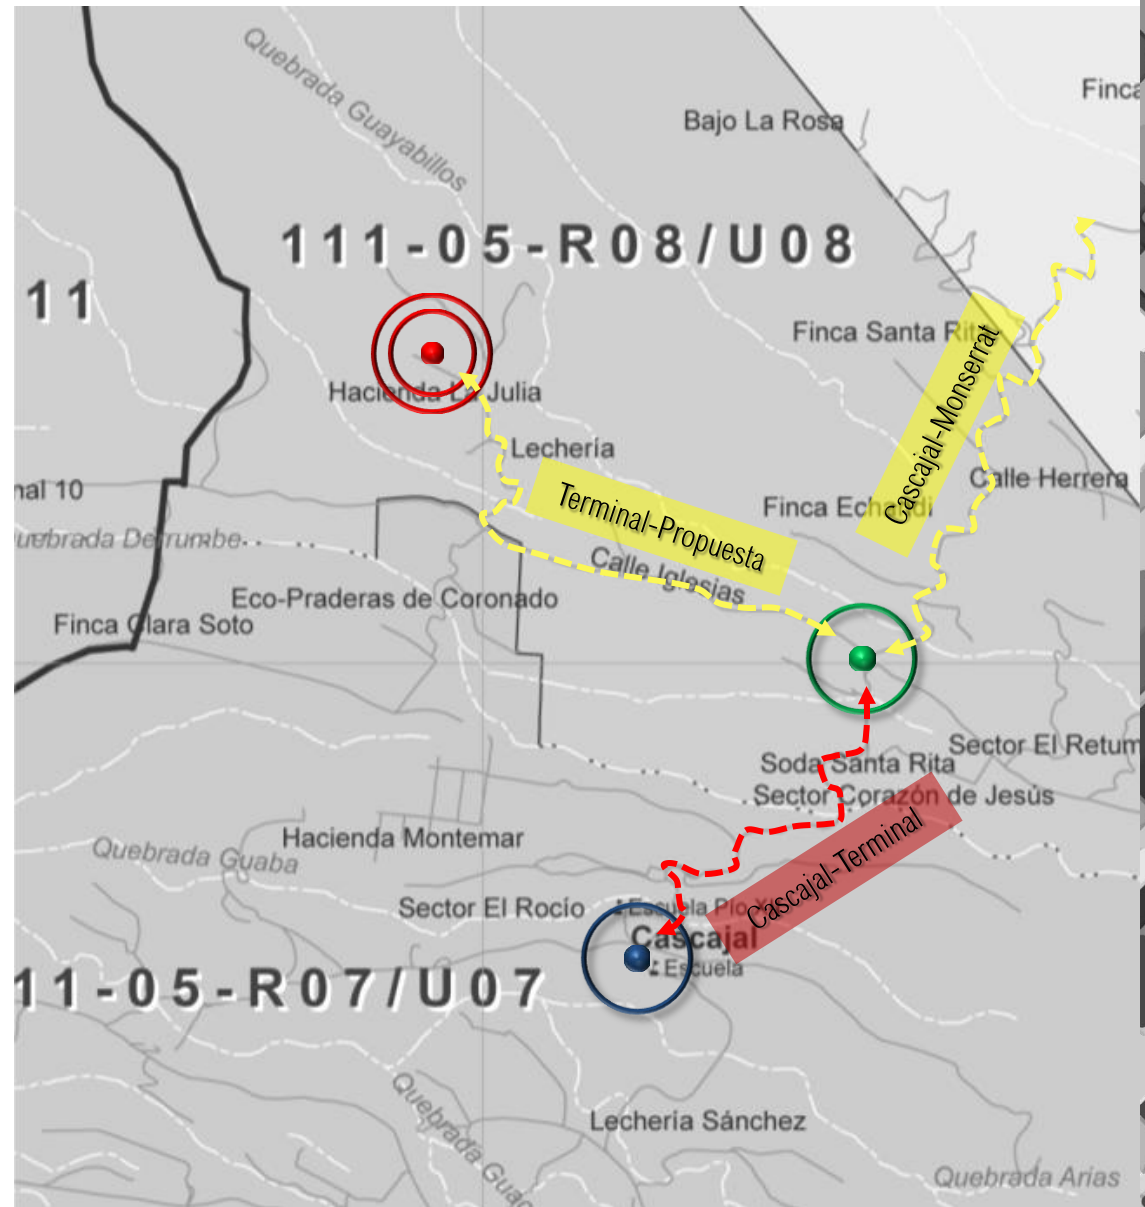 Finca
Quebrada Guayabillos
Bajo La Rosa
111-05-R08/U08
11
Finca Santa Rita
Cascajal-Monserrat
Hacienda La Julia
Lechería
Calle Herrera
nal 10
Terminal-Propuesta
Finca Echandi
uebrada Derrumbe
Calle Iglesias
Eco-Praderas de Coronado
Finca Clara Soto
Sector El Retum
Soda Santa Rita
Sector Corazón de Jesús
Hacienda Montemar
Quebrada Guaba
Cascajal-Terminal
Sector El Rocío
Escuela Pío X
Cascajal
Escuela
11-05-R07/U07
Lechería Sánchez
Quebrada Guac
Quebrada Arias